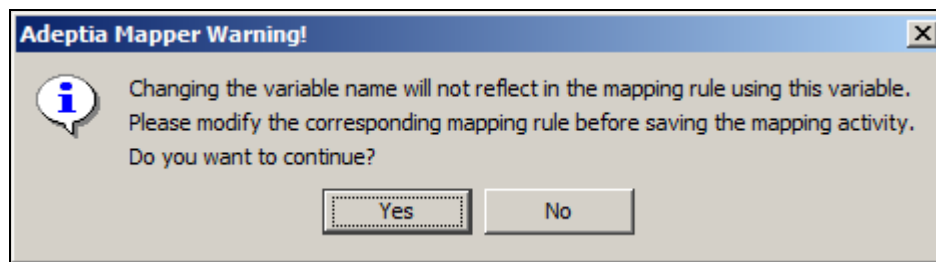 Adeptia Mapper Warning!
Changing the variable name will not reflect in the mapping rule using this variable.
Please modify the corresponding mapping rule before saving the mapping activity.
Do you want to continue?
Yes No